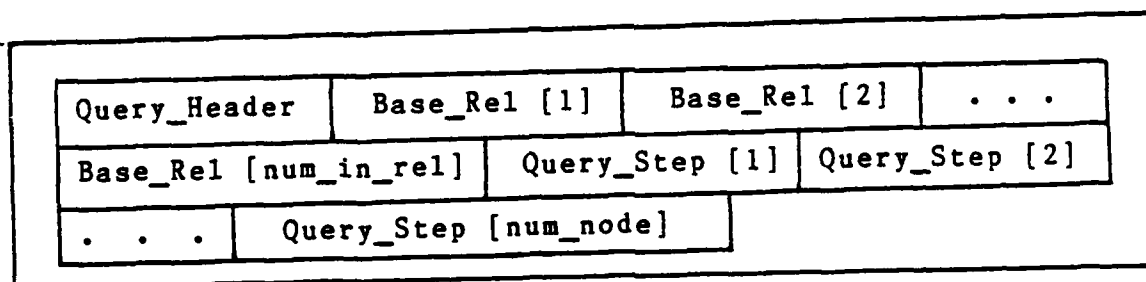 Query_Header Base_Rel [1] Base_Rel [2] . . .
Base_Rel [num_in_rel] Query_Step [1] Query_Step [2]
. . . Query_Step [num_node]